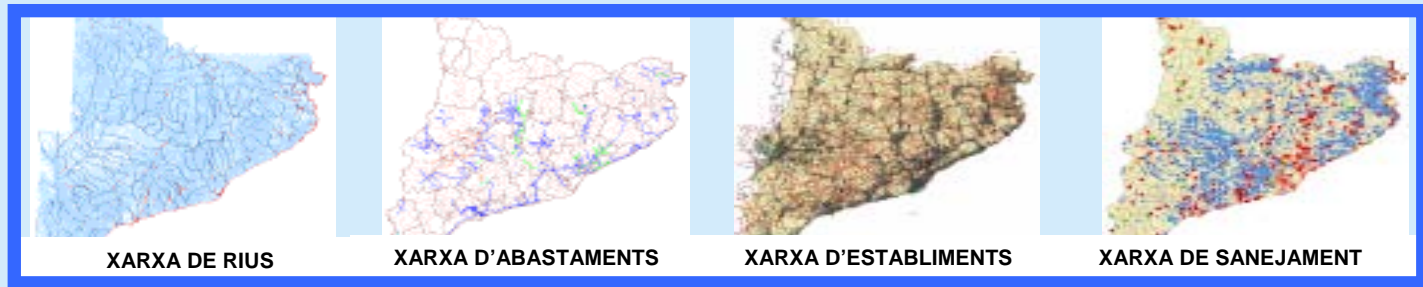 XARXA DE RIUS
XARXA D’ABASTAMENTS
XARXA D’ESTABLIMENTS
XARXA DE SANEJAMENT